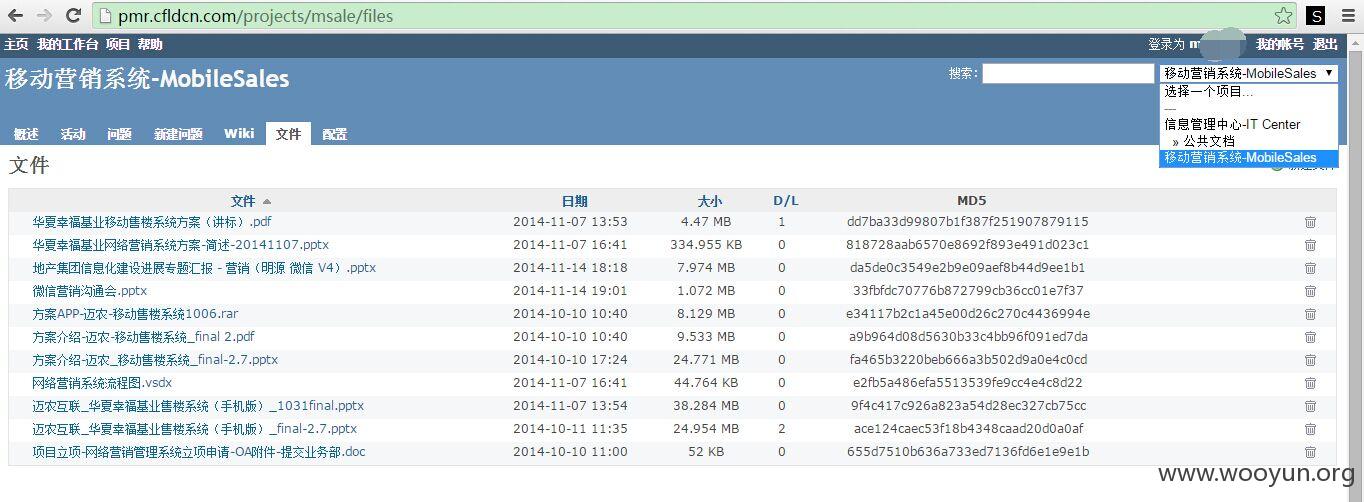 pmr.cfldcn.com/projects/msale/files
主页 我的工作台 项目 帮助 登录为 m 我的账号 退出
移动营销系统-MobileSales 搜索: 移动营销系统-MobileSales
选择一个项目...
---
信息管理中心-IT Center
» 公共文档
移动营销系统-MobileSales
概述 活动 问题 新建问题 Wiki 文件 配置
文件
文件 日期 大小 D/L MD5
华夏幸福基业移动售楼系统方案（讲标）.pdf 2014-11-07 13:53 4.47 MB 1 dd7ba33d99807b1f387f251907879115
华夏幸福基业网络营销系统方案-简述-20141107.pptx 2014-11-07 16:41 334.955 KB 0 818728aab6570e8692f893e491d023c1
地产集团信息化建设进展专题汇报 - 营销（明源 微信 V4）.pptx 2014-11-14 18:18 7.974 MB 0 da5de0c3549e2b9e09aef8b44d9ee1b1
微信营销沟通会.pptx 2014-11-14 19:01 1.072 MB 0 33fbfdc70776b872799cb36cc01e7f37
方案APP-迈农-移动售楼系统1006.rar 2014-10-10 10:40 8.129 MB 0 e34117b2c1a45e00d26c270c4436994e
方案介绍-迈农-移动售楼系统_final 2.pdf 2014-10-10 10:40 9.533 MB 0 a9b964d08d5630b33c4bb96f091ed7da
方案介绍-迈农_移动售楼系统_final-2.7.pptx 2014-10-10 17:24 24.771 MB 0 fa465b3220beb666a3b502d9a0e4c0cd
网络营销系统流程图.vsdx 2014-11-07 16:41 44.764 KB 0 e2fb5a486efa5513539fe9cc4e4c8d22
迈农互联_华夏幸福基业售楼系统（手机版）_1031final.pptx 2014-11-07 13:54 38.284 MB 0 9f4c417c926a823a54d28ec327cb75cc
迈农互联_华夏幸福基业售楼系统（手机版）_final-2.7.pptx 2014-10-11 11:35 24.954 MB 2 ace124caec53f18b4348caad20d0a0af
项目立项-网络营销管理系统立项申请-OA附件-提交业务部.doc 2014-10-10 11:00 52 KB 0 655d7510b636a733ed7136fd6e1e9e1b
www.wooyun.org